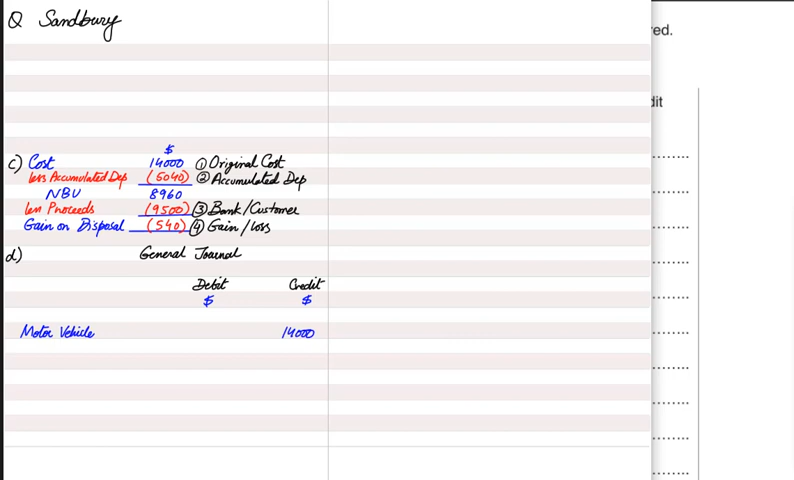 Q Sandbury
red.
dit
$
c) Cost 14000 ① Original Cost
less Accumulated Dep (5040) ② Accumulated Dep
NBV 8960
less Proceeds (9500) ③ Bank/Customer
Gain on Disposal (540) ④ Gain/loss
d) General Journal
Debit Credit
$ $
Motor Vehicle 14000